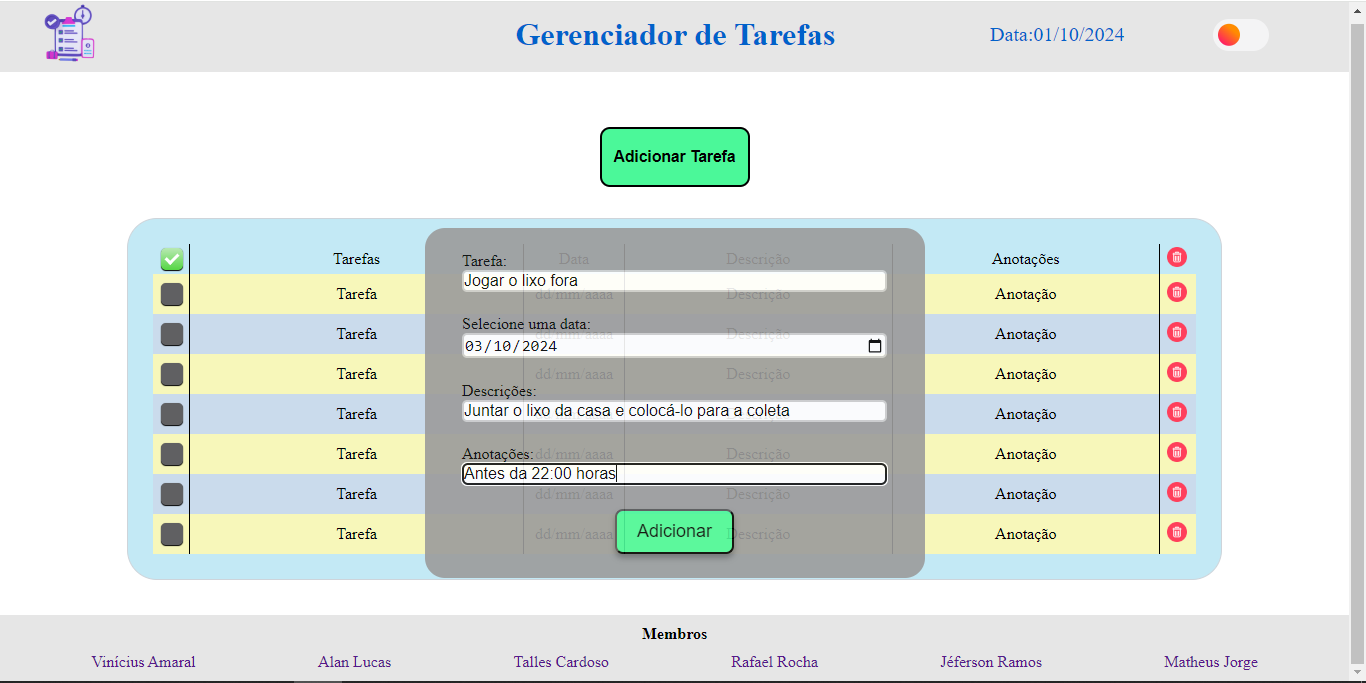 Gerenciador de Tarefas
Data:01/10/2024
Adicionar Tarefa
Tarefas Data Descrição Anotações
Tarefa:
Jogar o lixo fora
Tarefa dd/mm/aaaa Descrição Anotação
Selecione uma data:
Tarefa dd/mm/aaaa Descrição Anotação
03/10/2024
Tarefa dd/mm/aaaa Descrição Anotação
Descrições:
Juntar o lixo da casa e colocá-lo para a coleta
Tarefa Anotação
Anotações:
Tarefa dd/mm/aaaa Descrição Anotação
Antes da 22:00 horas
Tarefa dd/mm/aaaa Descrição Anotação
Adicionar
Tarefa dd/mm/aaaa Descrição Anotação
Membros
Vinícius Amaral Alan Lucas Talles Cardoso Rafael Rocha Jéferson Ramos Matheus Jorge